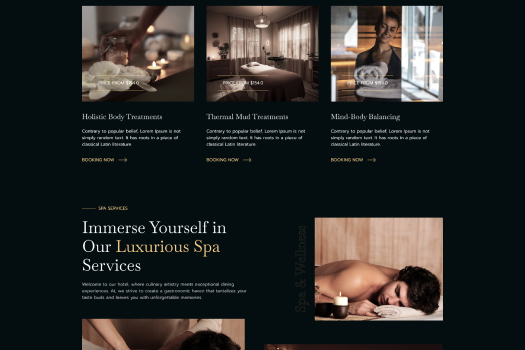 PRICE FROM $154.0
PRICE FROM $154.0
PRICE FROM $154.0
Holistic Body Treatments
Thermal Mud Treatments
Mind-Body Balancing
Contrary to popular belief, Lorem Ipsum is not
simply random text. It has roots in a piece of
classical Latin literature
Contrary to popular belief, Lorem Ipsum is not
simply random text. It has roots in a piece of
classical Latin literature
Contrary to popular belief, Lorem Ipsum is not
simply random text. It has roots in a piece of
classical Latin literature
BOOKING NOW
BOOKING NOW
BOOKING NOW
SPA SERVICES
Immerse Yourself in
Our Luxurious Spa
Services
Welcome to our hotel, where culinary artistry meets exceptional dining
experiences. At, we strive to create a gastronomic haven that tantalises your
taste buds and leaves you with unforgettable memories.
Spa & Wellness